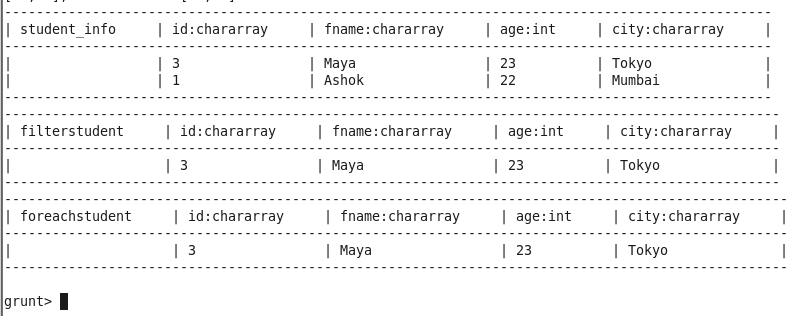 -----------------------------------------------------------------------------------------------
| student_info     | id:chararray     | fname:chararray     | age:int     | city:chararray     |
-----------------------------------------------------------------------------------------------
|                  | 3                | Maya                | 23          | Tokyo              |
|                  | 1                | Ashok               | 22          | Mumbai             |
-----------------------------------------------------------------------------------------------
------------------------------------------------------------------------------------------------
| filterstudent     | id:chararray     | fname:chararray     | age:int     | city:chararray     |
------------------------------------------------------------------------------------------------
|                   | 3                | Maya                | 23          | Tokyo              |
------------------------------------------------------------------------------------------------
-------------------------------------------------------------------------------------------------
| foreachstudent     | id:chararray     | fname:chararray     | age:int     | city:chararray     |
-------------------------------------------------------------------------------------------------
|                    | 3                | Maya                | 23          | Tokyo              |
-------------------------------------------------------------------------------------------------
grunt>